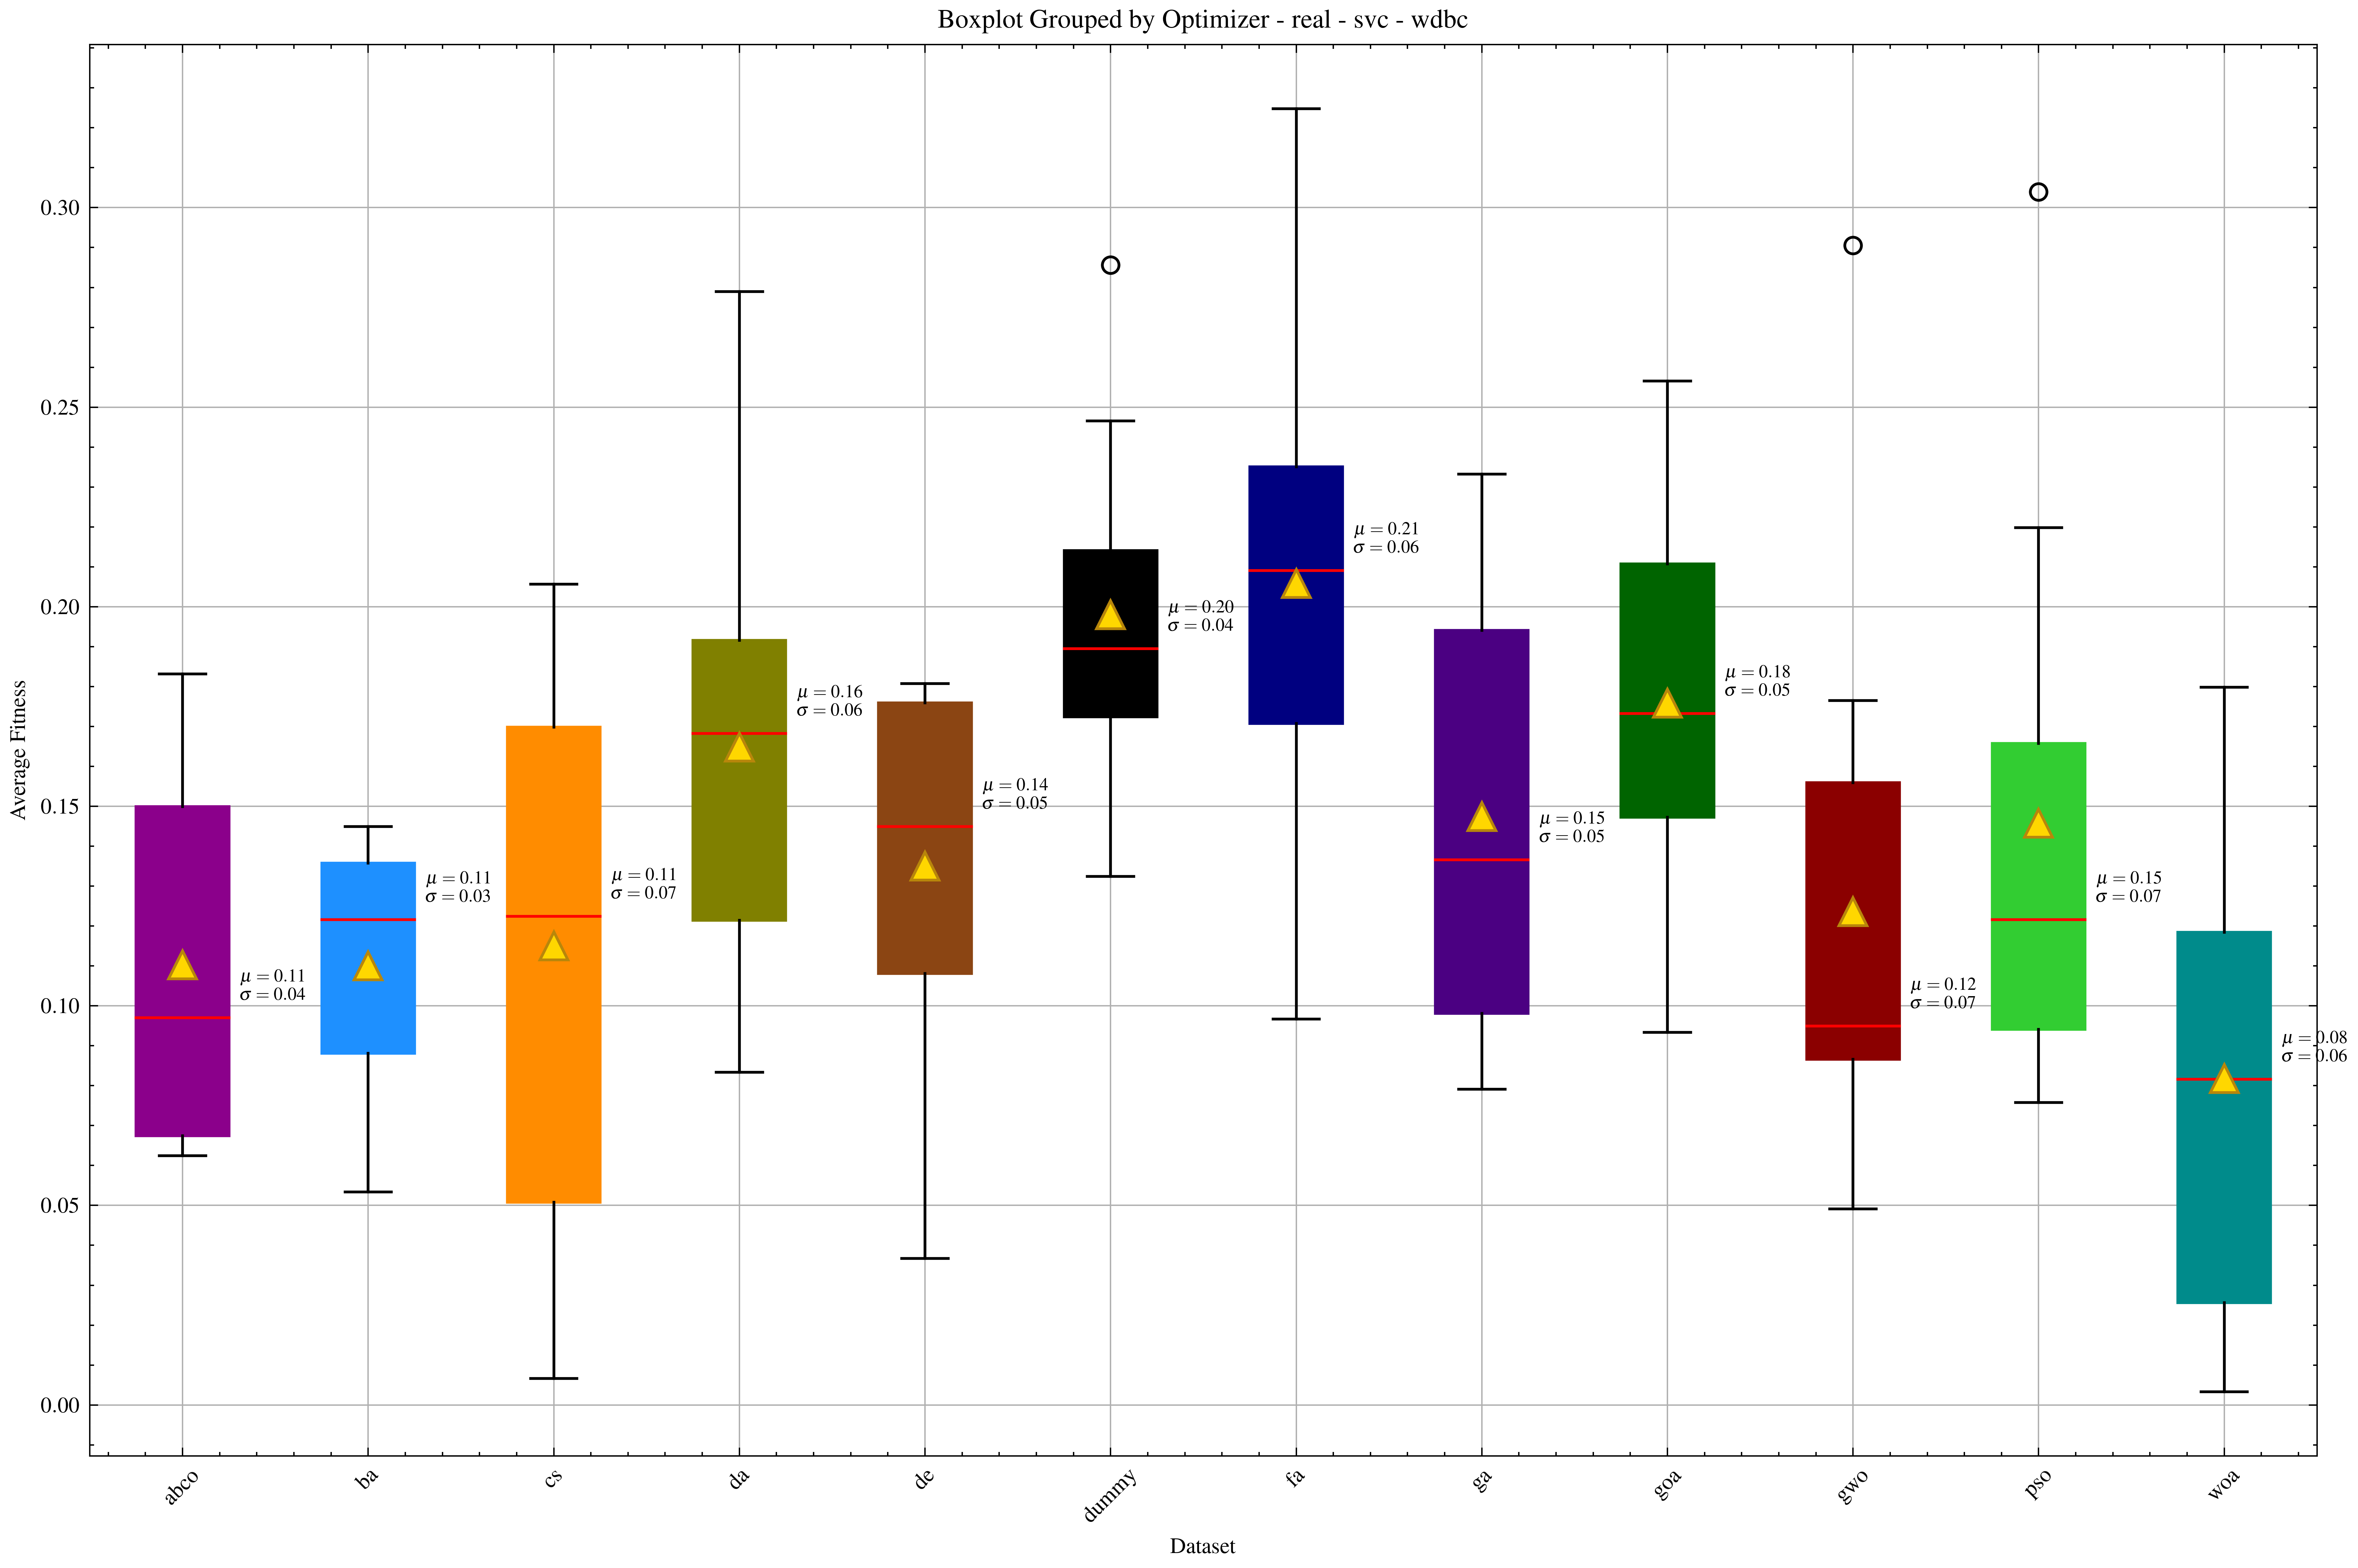 Boxplot Grouped by Optimizer - real - svc - wdbc
Average Fitness
0.30
0.25
0.20
0.15
0.10
0.05
0.00
μ = 0.11
σ = 0.04
μ = 0.11
σ = 0.03
μ = 0.11
σ = 0.07
μ = 0.16
σ = 0.06
μ = 0.14
σ = 0.05
μ = 0.20
σ = 0.04
μ = 0.21
σ = 0.06
μ = 0.15
σ = 0.05
μ = 0.18
σ = 0.05
μ = 0.12
σ = 0.07
μ = 0.15
σ = 0.07
μ = 0.08
σ = 0.06
abco
ba
cs
da
de
dummy
fa
ga
goa
gwo
pso
woa
Dataset